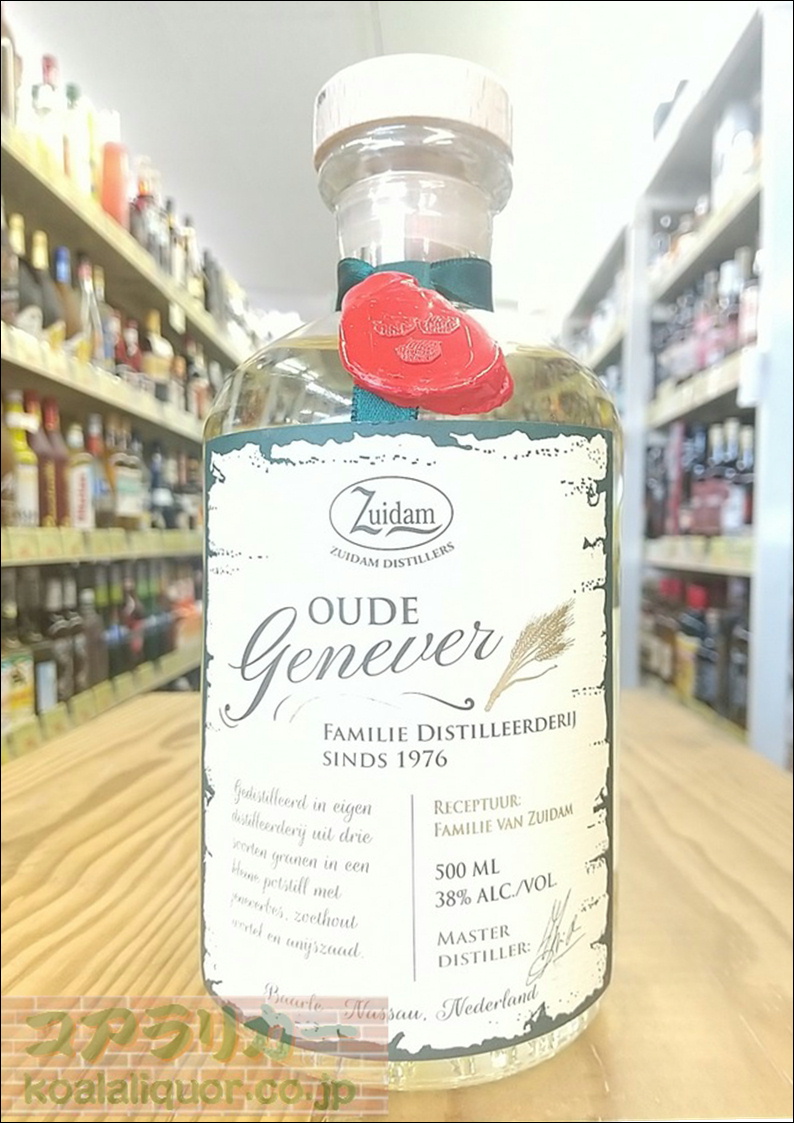 Zuidam
ZUIDAM DISTILLERS
OUDE
Genever
FAMILIE DISTILLEERDERIJ
SINDS 1976
Gedistilleerd in eigen
distilleerderij uit drie
soorten granen in een
kleine potstill met
jeneverbes, zoethout
wortel en anijszaad.
RECEPTUUR:
FAMILIE VAN ZUIDAM
500 ML
38% ALC./VOL
MASTER
DISTILLER:
Baarle - Nassau, Nederland
コアラリカー
koalaliquor.co.jp